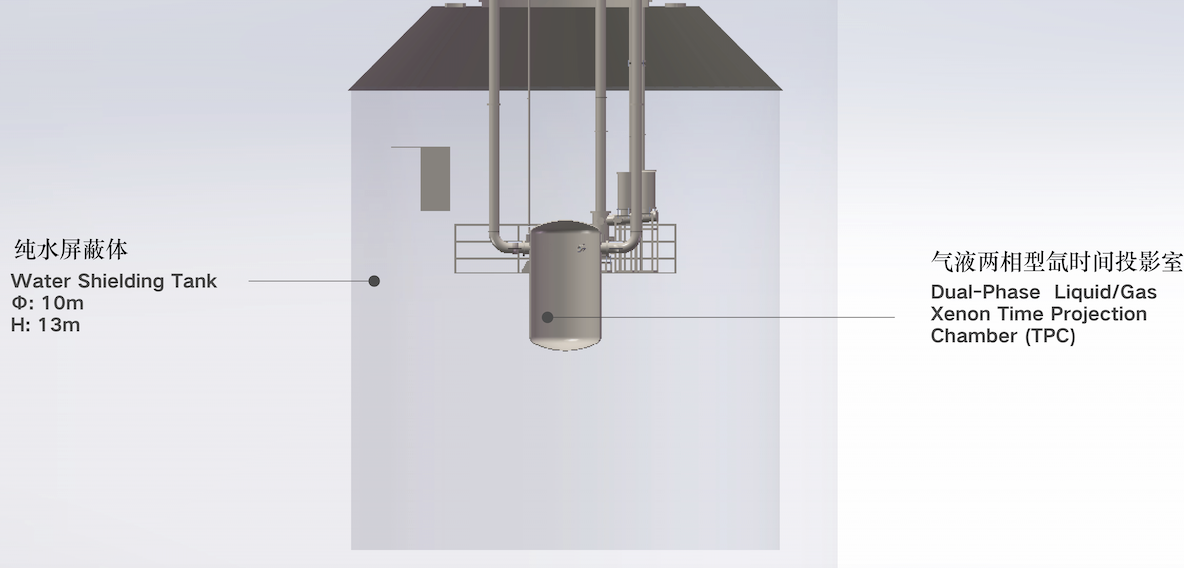 纯水屏蔽体
Water Shielding Tank
Φ: 10m
H: 13m
气液两相型氙时间投影室
Dual-Phase  Liquid/Gas
Xenon Time Projection
Chamber (TPC)